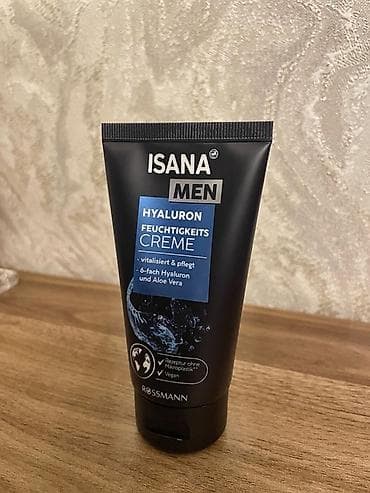 ISANA
MEN
HYALURON
FEUCHTIGKEITS
CREME
- vitalisiert & pflegt
- 6-fach Hyaluron
und Aloe Vera
✓ Rezeptur ohne
Mikroplastik**
✓ Vegan
ROSSMANN